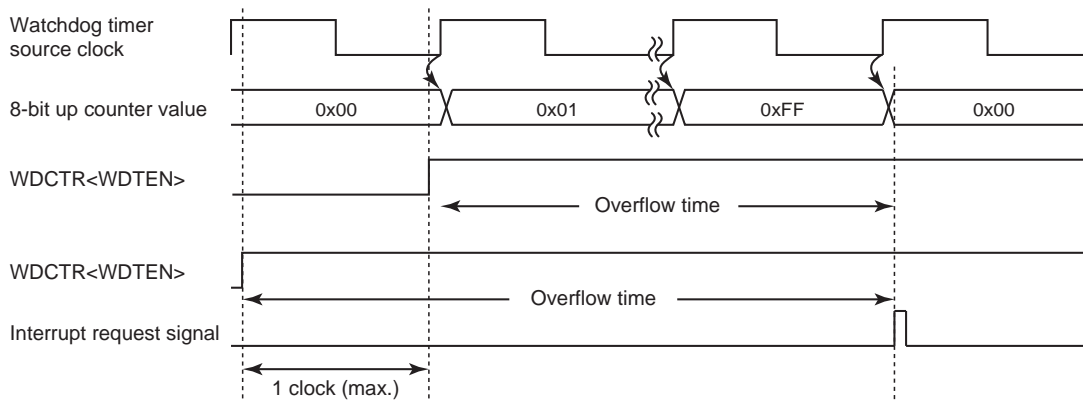 Watchdog timer
source clock
8-bit up counter value
0x00
0x01
0xFF
0x00
WDCTR<WDTEN>
Overflow time
WDCTR<WDTEN>
Overflow time
Interrupt request signal
1 clock (max.)